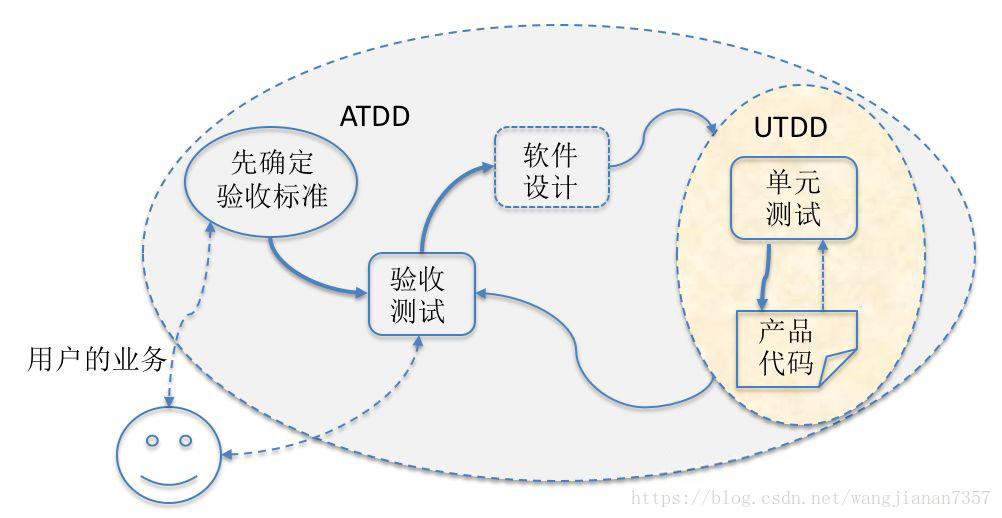 ATDD
UTDD
先确定
验收标准
软件
设计
单元
测试
验收
测试
产品
代码
用户的业务
https://blog.csdn.net/wangjianan7357